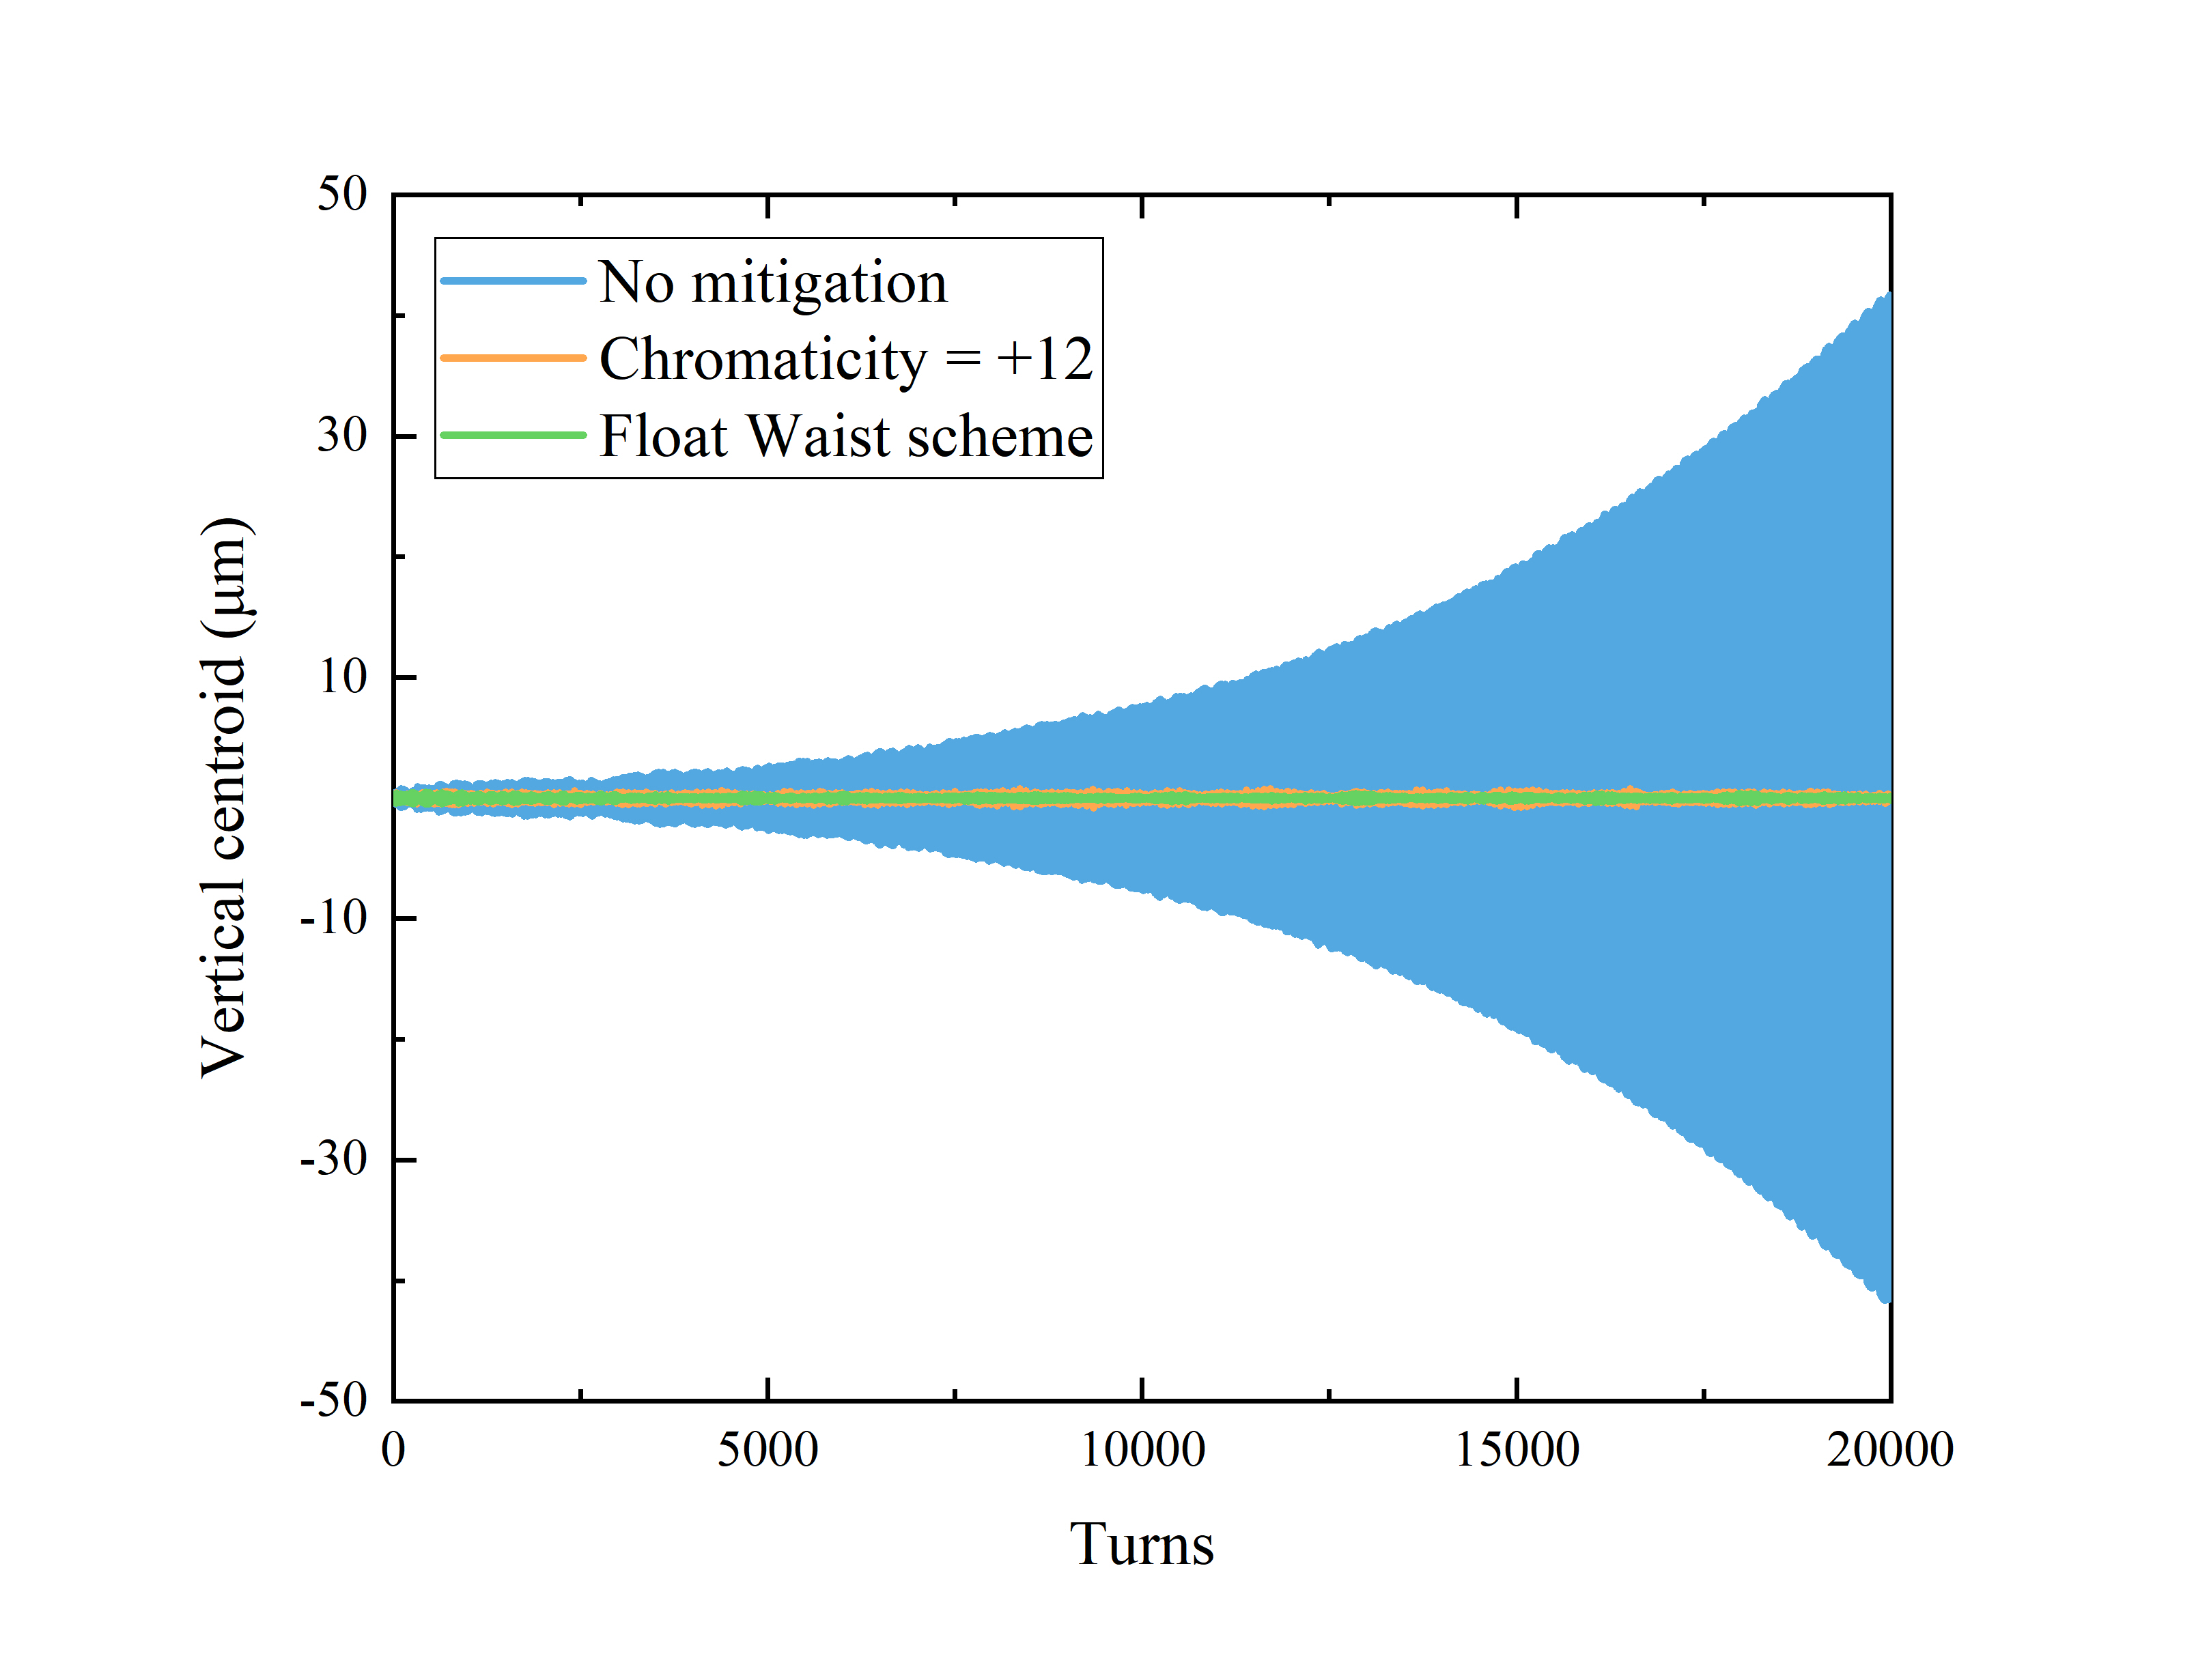 50
30
10
-10
-30
-50
Vertical centroid (μm)
No mitigation
Chromaticity = +12
Float Waist scheme
0 5000 10000 15000 20000
Turns